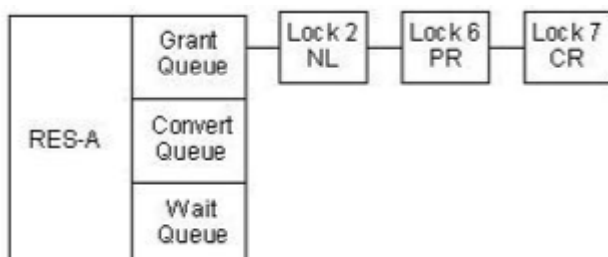 RES-A
Grant
Queue
Lock 2
NL
Lock 6
PR
Lock 7
CR
Convert
Queue
Wait
Queue